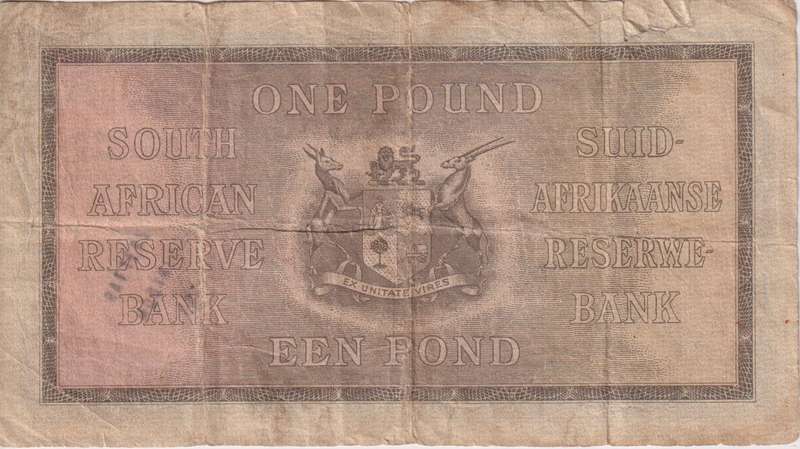 ONE POUND
SOUTH
AFRICAN
RESERVE
BANK
SUID-
AFRIKAANSE
RESERWE-
BANK
EX UNITATE VIRES
EEN POND